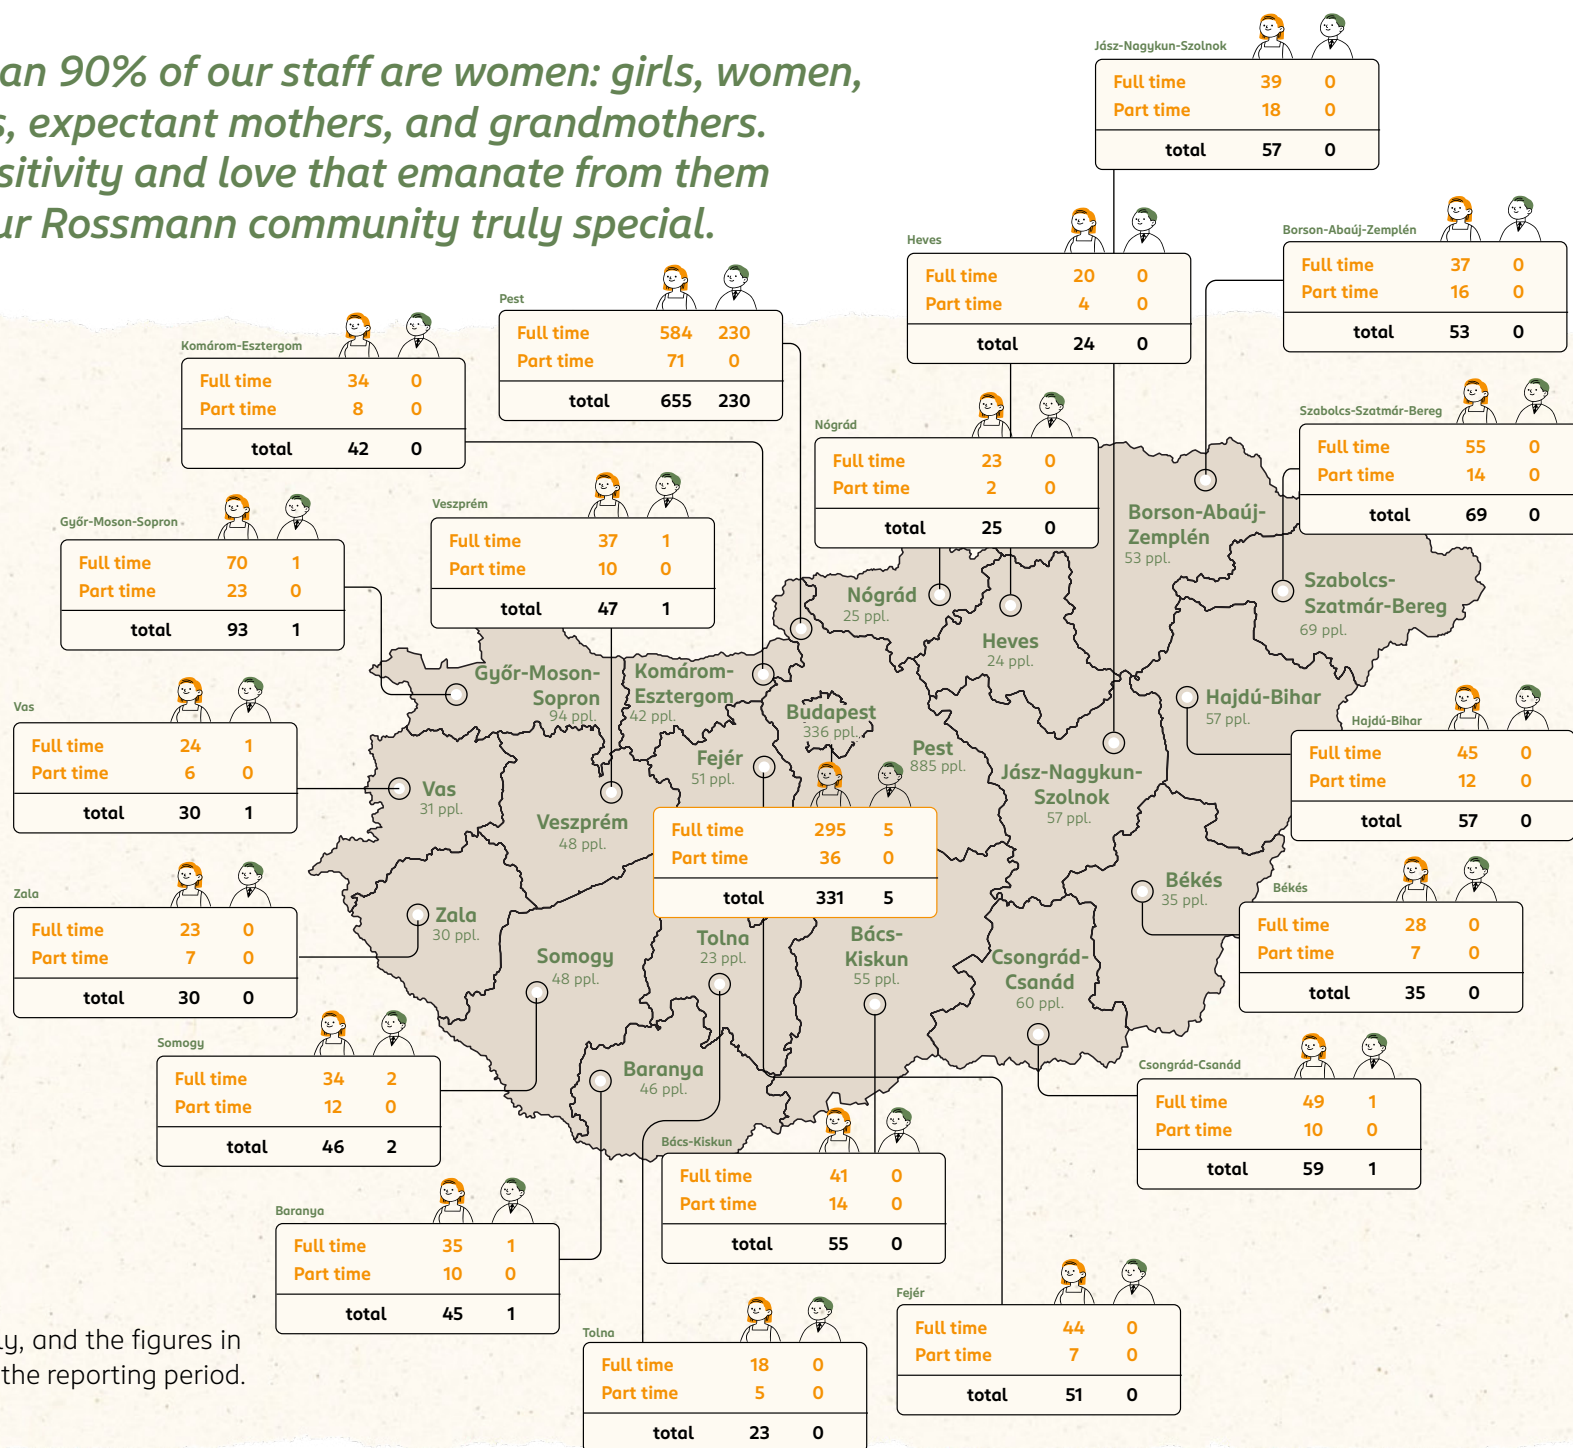 an 90% of our staff are women: girls, women,
s, expectant mothers, and grandmothers.
sitivity and love that emanate from them
ur Rossmann community truly special.
Jász-Nagykun-Szolnok
Full time 39 0
Part time 18 0
total 57 0
Heves
Full time 20 0
Part time 4 0
total 24 0
Borson-Abaúj-Zemplén
Full time 37 0
Part time 16 0
total 53 0
Pest
Full time 584 230
Part time 71 0
total 655 230
Komárom-Esztergom
Full time 34 0
Part time 8 0
total 42 0
Nógrád
Full time 23 0
Part time 2 0
total 25 0
Szabolcs-Szatmár-Bereg
Full time 55 0
Part time 14 0
total 69 0
Győr-Moson-Sopron
Full time 70 1
Part time 23 0
total 93 1
Veszprém
Full time 37 1
Part time 10 0
total 47 1
Borson-Abaúj-
Zemplén
53 ppl.
Nógrád
25 ppl.
Heves
24 ppl.
Szabolcs-
Szatmár-Bereg
69 ppl.
Győr-Moson-
Sopron
94 ppl.
Komárom-
Esztergom
42 ppl.
Budapest
336 ppl.
Hajdú-Bihar
57 ppl.
Fejér
51 ppl.
Pest
885 ppl.
Jász-Nagykun-
Szolnok
57 ppl.
Vas
31 ppl.
Veszprém
48 ppl.
Vas
Full time 24 1
Part time 6 0
total 30 1
Hajdú-Bihar
Full time 45 0
Part time 12 0
total 57 0
Full time 295 5
Part time 36 0
total 331 5
Zala
Full time 23 0
Part time 7 0
total 30 0
Zala
30 ppl.
Somogy
48 ppl.
Tolna
23 ppl.
Bács-
Kiskun
55 ppl.
Csongrád-
Csanád
60 ppl.
Békés
35 ppl.
Békés
Full time 28 0
Part time 7 0
total 35 0
Somogy
Full time 34 2
Part time 12 0
total 46 2
Baranya
46 ppl.
Csongrád-Csanád
Full time 49 1
Part time 10 0
total 59 1
Bács-Kiskun
Full time 41 0
Part time 14 0
total 55 0
Baranya
Full time 35 1
Part time 10 0
total 45 1
Fejér
Full time 44 0
Part time 7 0
total 51 0
Tolna
Full time 18 0
Part time 5 0
total 23 0
ly, and the figures in
the reporting period.